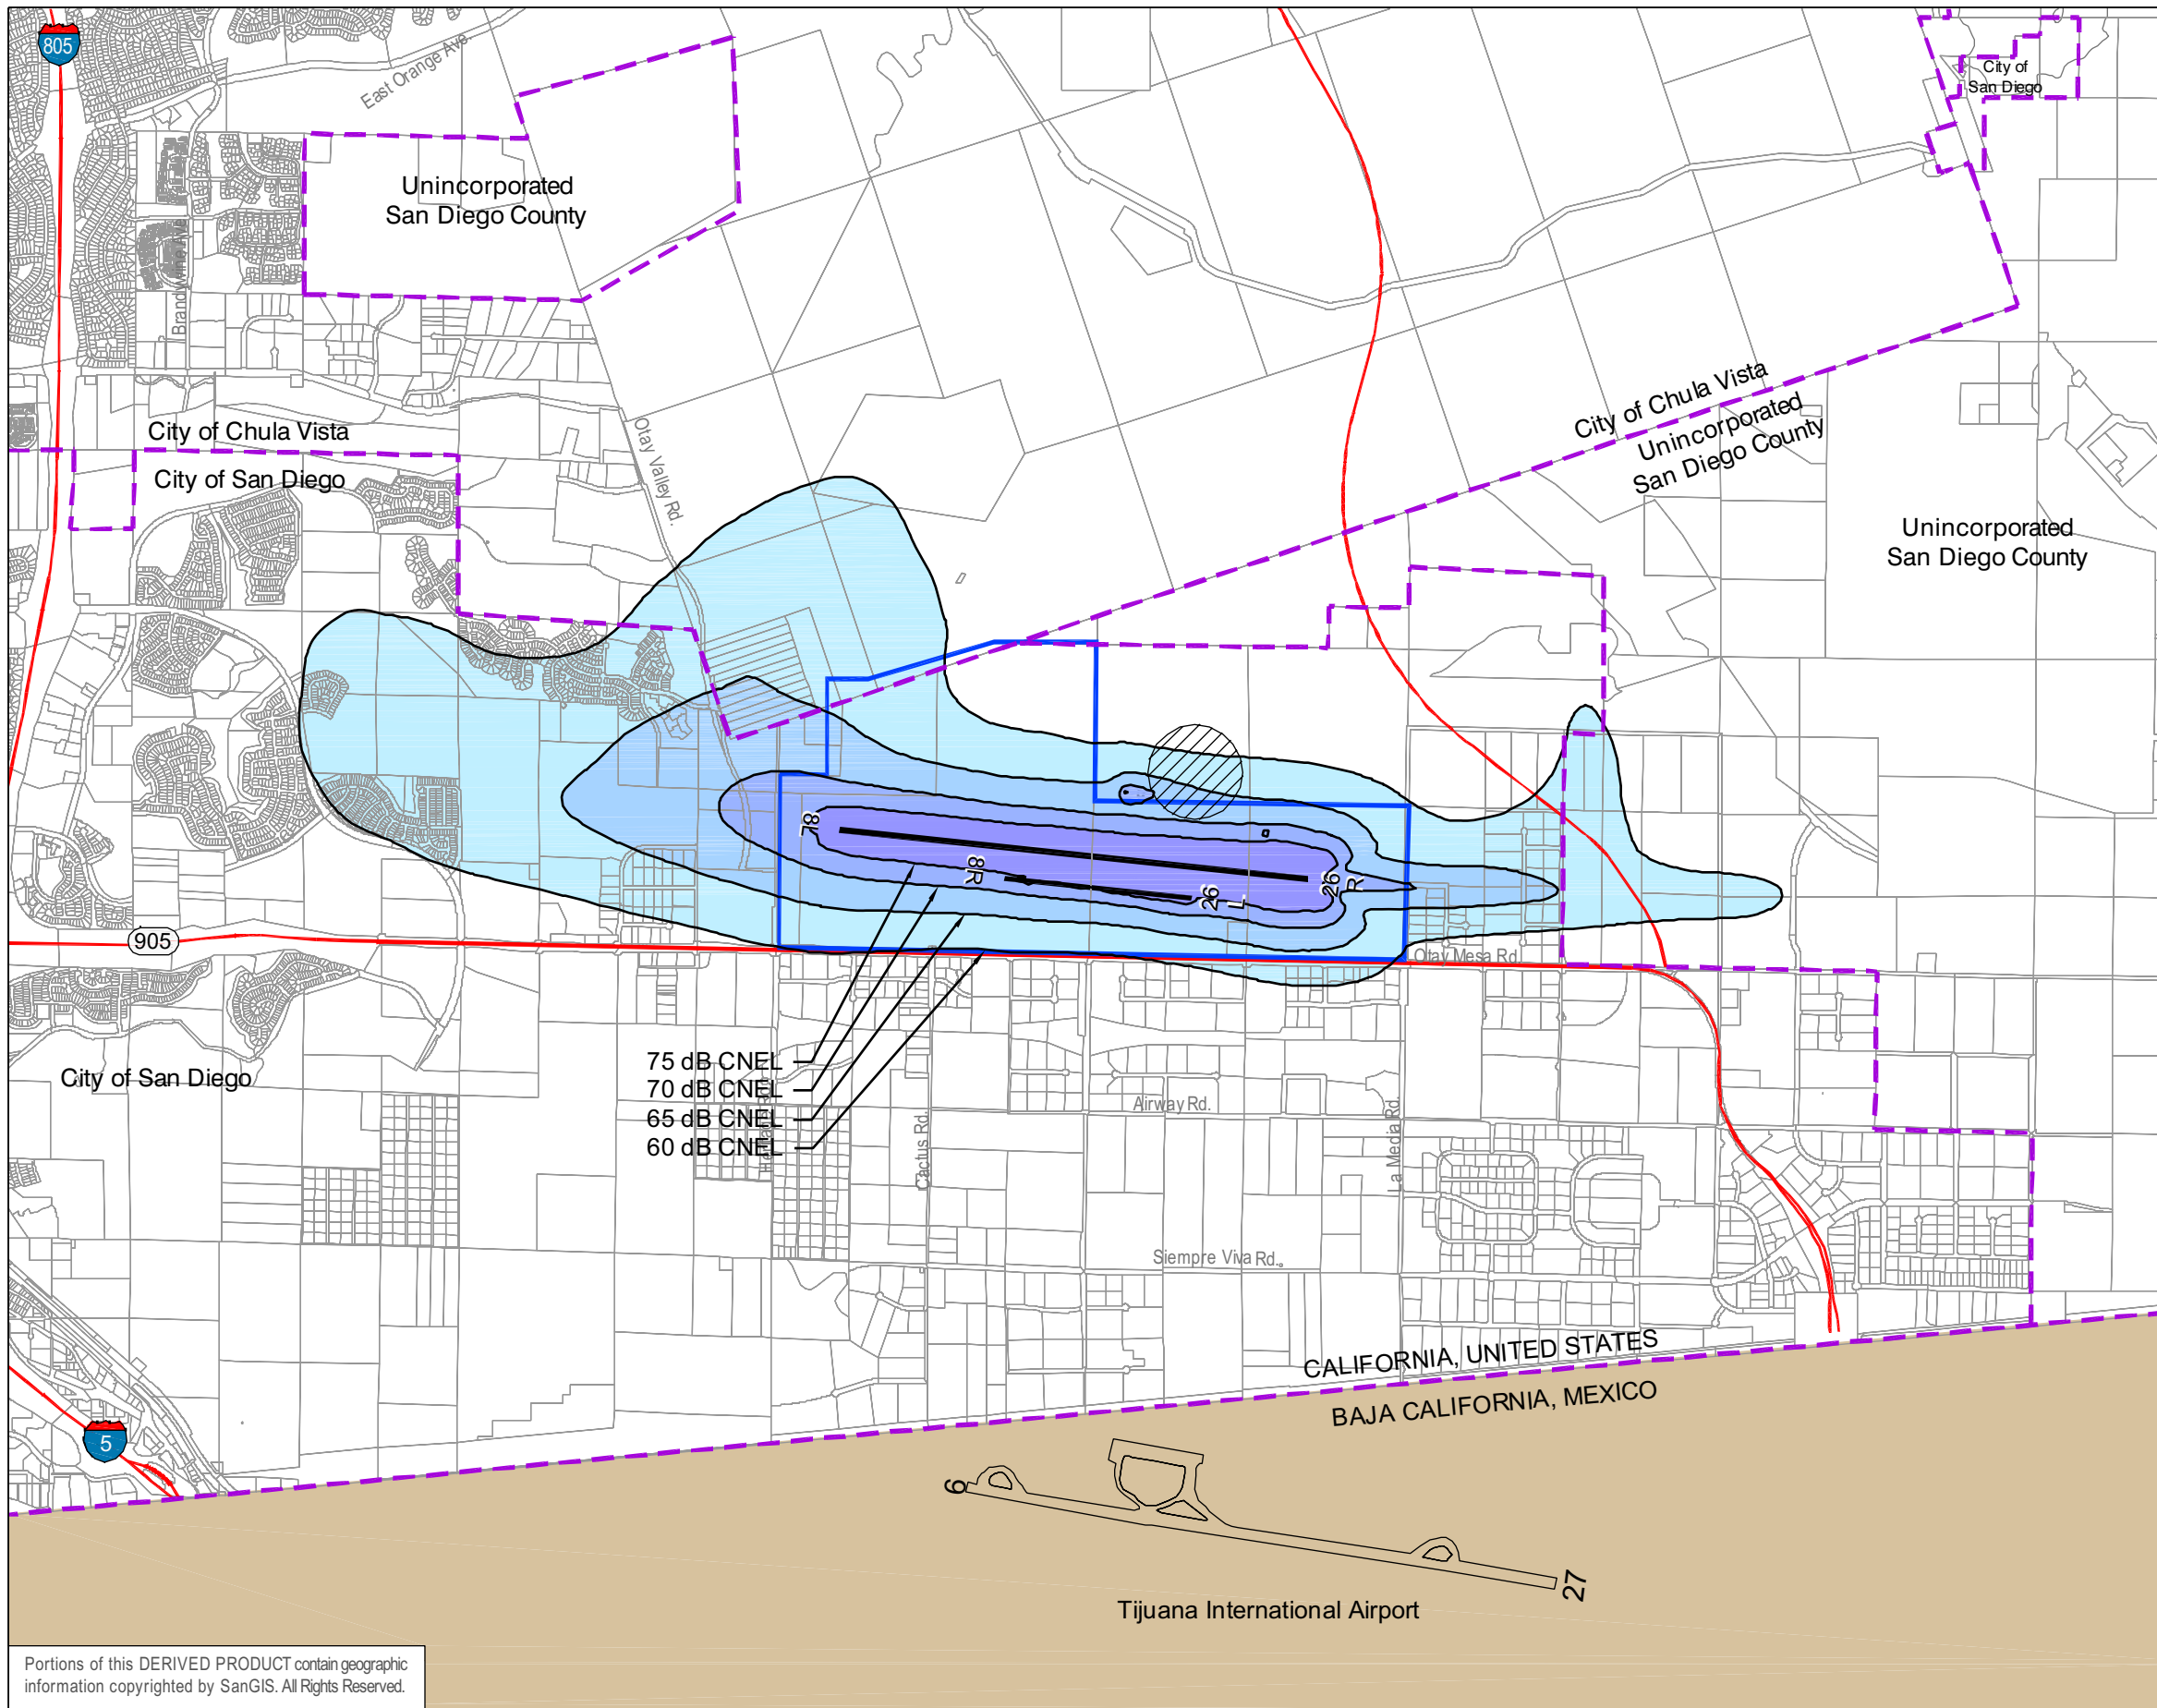 805
East Orange Ave.
City of
San Diego
Unincorporated
San Diego County
Brandywine Ave.
City of Chula Vista
Unincorporated
San Diego County
City of Chula Vista
City of San Diego
Otay Valley Rd.
Unincorporated
San Diego County
8L
8R
26
L
26
R
905
Otay Mesa Rd.
75 dB CNEL
70 dB CNEL
65 dB CNEL
60 dB CNEL
City of San Diego
Cactus Rd.
Airway Rd.
La Media Rd.
Siempre Viva Rd.
CALIFORNIA, UNITED STATES
BAJA CALIFORNIA, MEXICO
5
6
27
Tijuana International Airport
Portions of this DERIVED PRODUCT contain geographic
information copyrighted by SanGIS. All Rights Reserved.